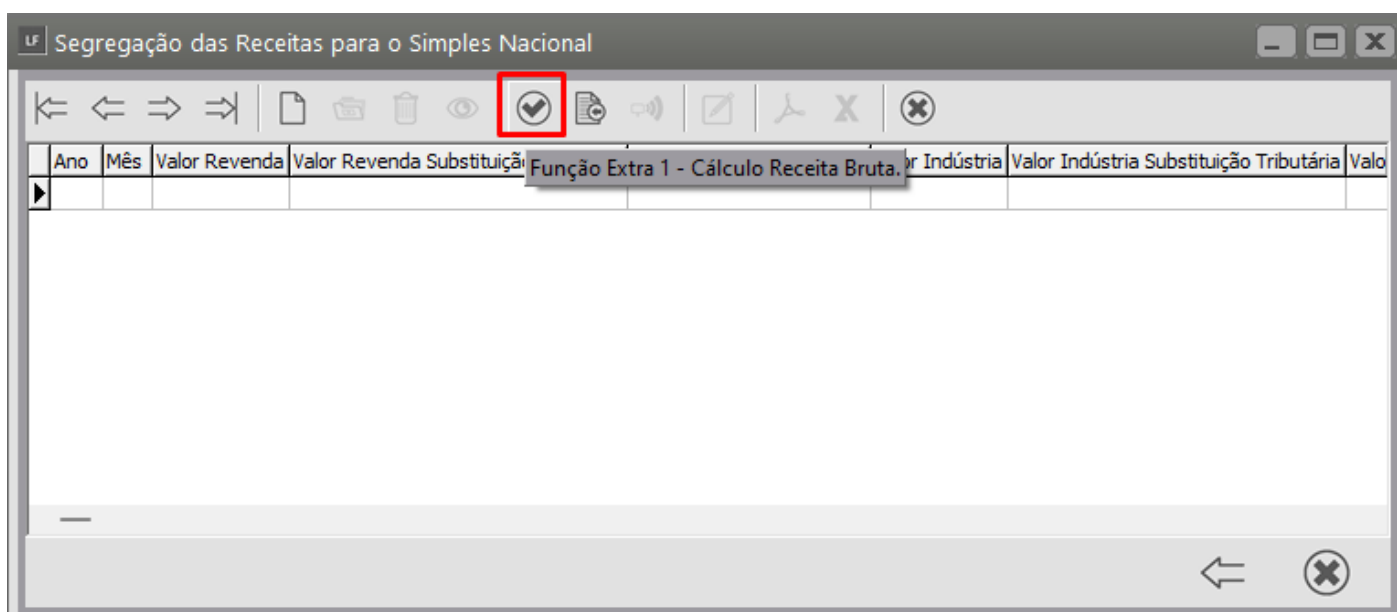 LF Segregação das Receitas para o Simples Nacional
Função Extra 1 - Cálculo Receita Bruta.
Ano Mês Valor Revenda Valor Revenda Substituiçã r Indústria Valor Indústria Substituição Tributária Valo